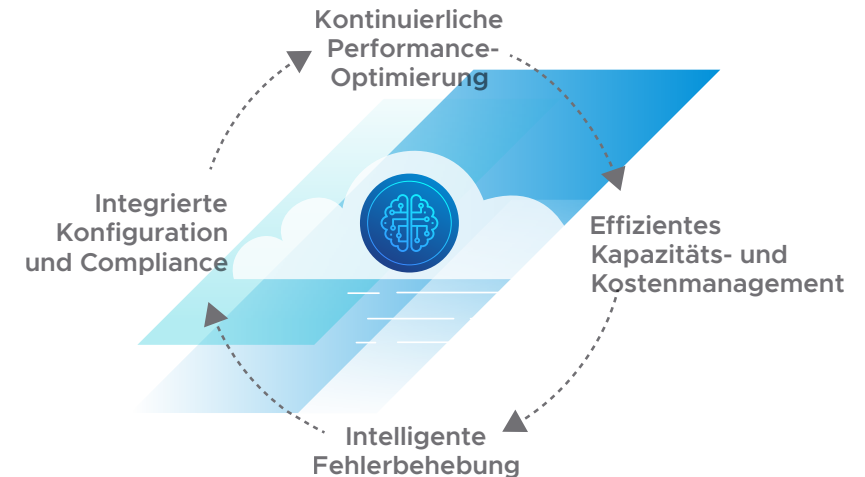 Kontinuierliche
Performance-
Optimierung
Effizientes
Kapazitäts- und
Kostenmanagement
Intelligente
Fehlerbehebung
Integrierte
Konfiguration
und Compliance